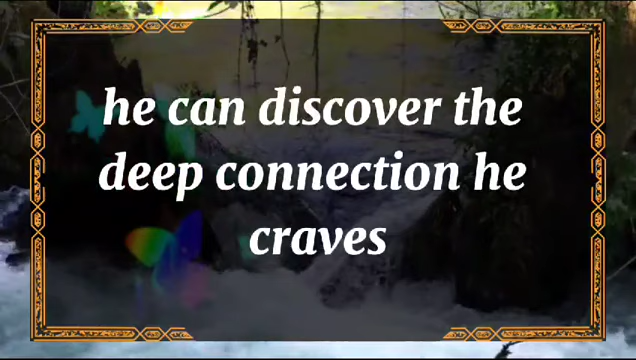 he can discover the
deep connection he
craves